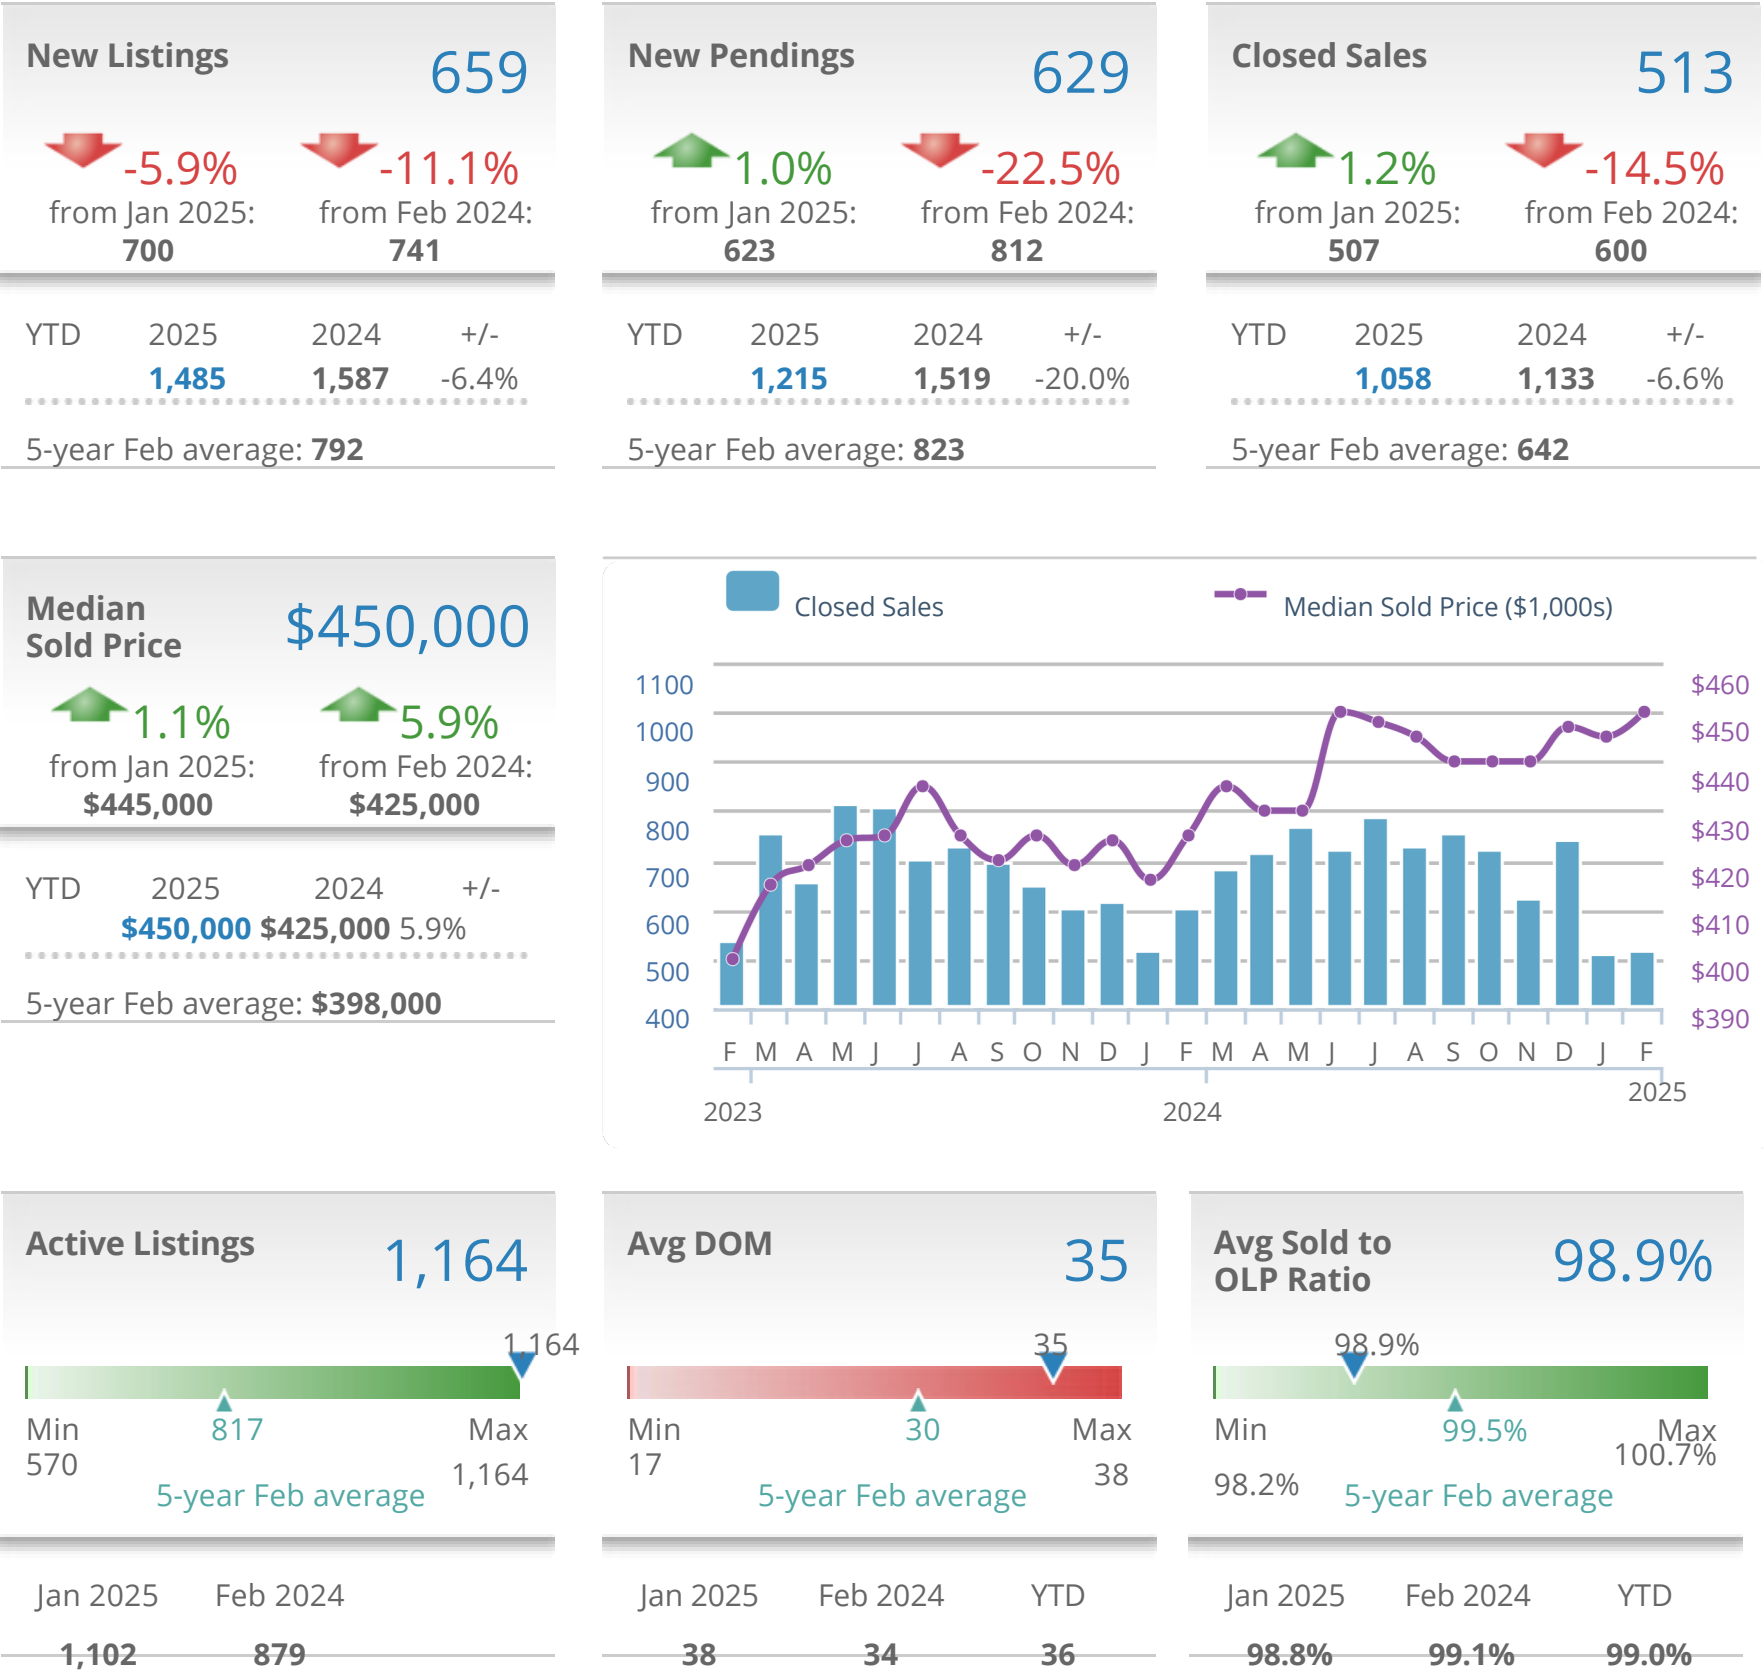 New Listings
659
-5.9%
-11.1%
from Jan 2025:
from Feb 2024:
700
741
YTD 2025 2024 +/-
1,485 1,587 -6.4%
5-year Feb average: 792
New Pendings
629
1.0%
-22.5%
from Jan 2025:
from Feb 2024:
623
812
YTD 2025 2024 +/-
1,215 1,519 -20.0%
5-year Feb average: 823
Closed Sales
513
1.2%
-14.5%
from Jan 2025:
from Feb 2024:
507
600
YTD 2025 2024 +/-
1,058 1,133 -6.6%
5-year Feb average: 642
Median
Sold Price
$450,000
1.1%
5.9%
from Jan 2025:
from Feb 2024:
$445,000
$425,000
YTD 2025 2024 +/-
$450,000 $425,000 5.9%
5-year Feb average: $398,000
Closed Sales
Median Sold Price ($1,000s)
1100
1000
900
800
700
600
500
400
$460
$450
$440
$430
$420
$410
$400
$390
F M A M J J A S O N D J F M A M J J A S O N D J F
2023
2024
2025
Active Listings
1,164
1,164
Min
570
817
Max
1,164
5-year Feb average
Jan 2025 Feb 2024
1,102 879
Avg DOM
35
35
Min
17
30
Max
38
5-year Feb average
Jan 2025 Feb 2024 YTD
38 34 36
Avg Sold to
OLP Ratio
98.9%
98.9%
Min
98.2%
99.5%
Max
100.7%
5-year Feb average
Jan 2025 Feb 2024 YTD
98.8% 99.1% 99.0%